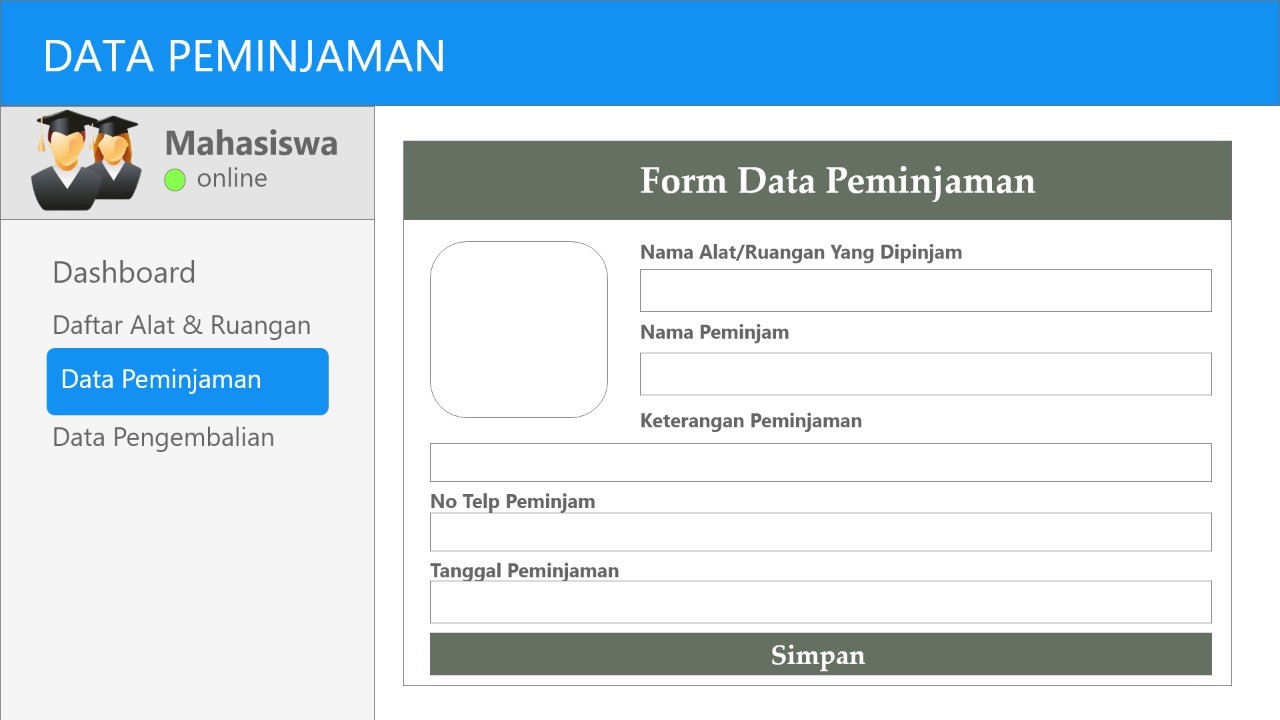 DATA PEMINJAMAN
Mahasiswa
online
Dashboard
Daftar Alat & Ruangan
Data Peminjaman
Data Pengembalian
Form Data Peminjaman
Nama Alat/Ruangan Yang Dipinjam
Nama Peminjam
Keterangan Peminjaman
No Telp Peminjam
Tanggal Peminjaman
Simpan